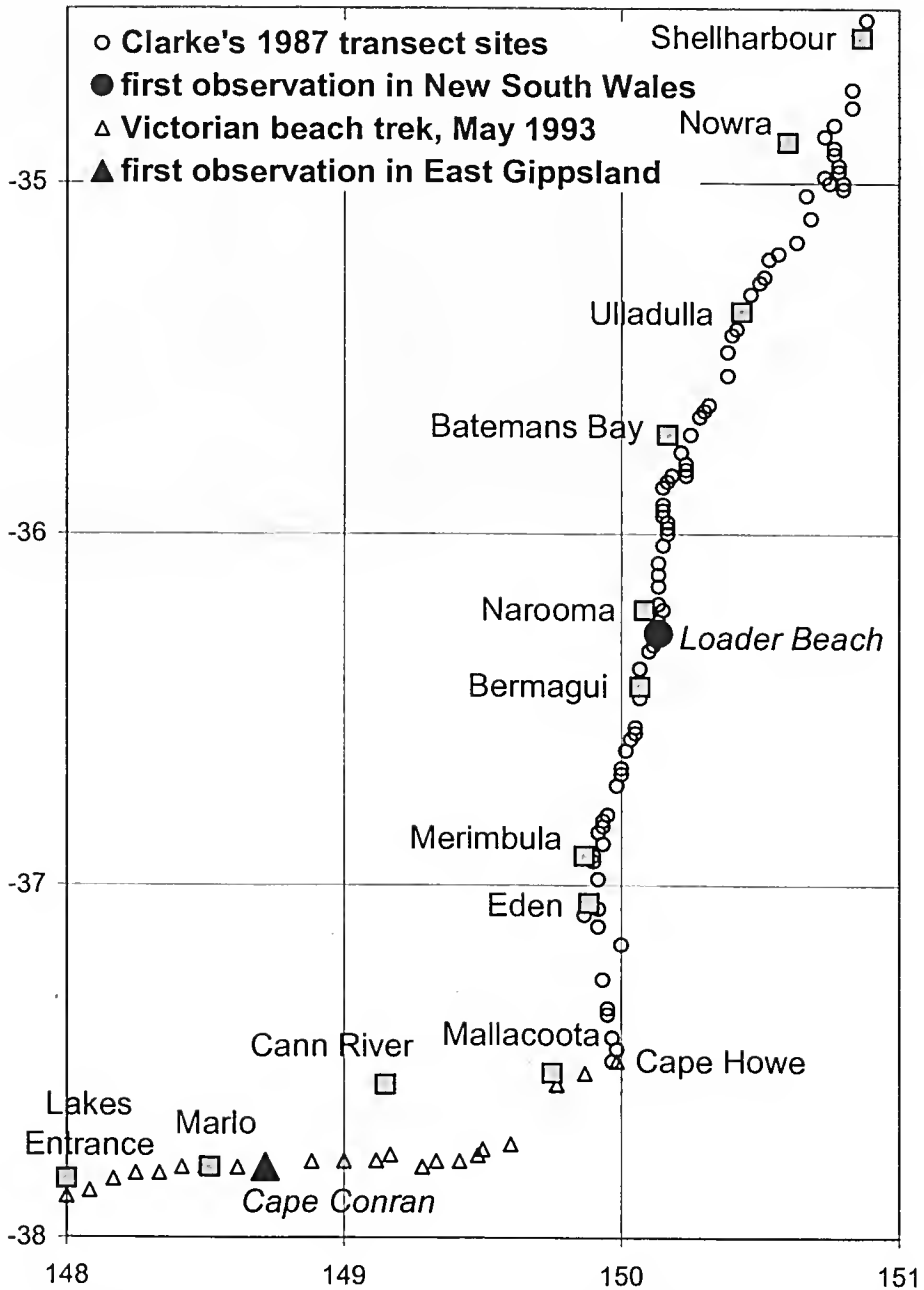 Clarke's 1987 transect sites
first observation in New South Wales
Victorian beach trek, May 1993
first observation in East Gippsland
Shellharbour
Nowra
-35
Ulladulla
Batemans Bay
-36
Narooma
Loader Beach
Bermagui
Merimbula
-37
Eden
Mallacoota
Cann River
Cape Howe
Lakes
Entrance
Marlo
Cape Conran
-38
148
149
150
151